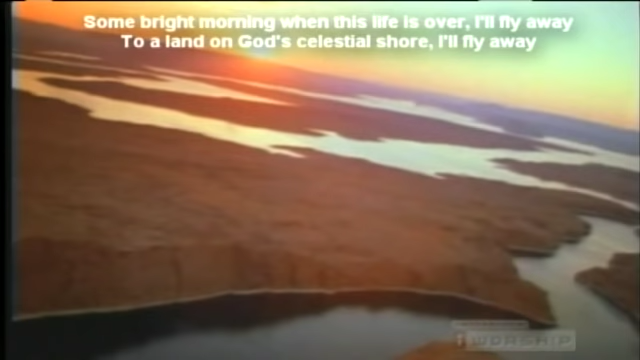 Some bright morning when this life is over, I'll fly away
To a land on God's celestial shore, I'll fly away
iWORSHIP